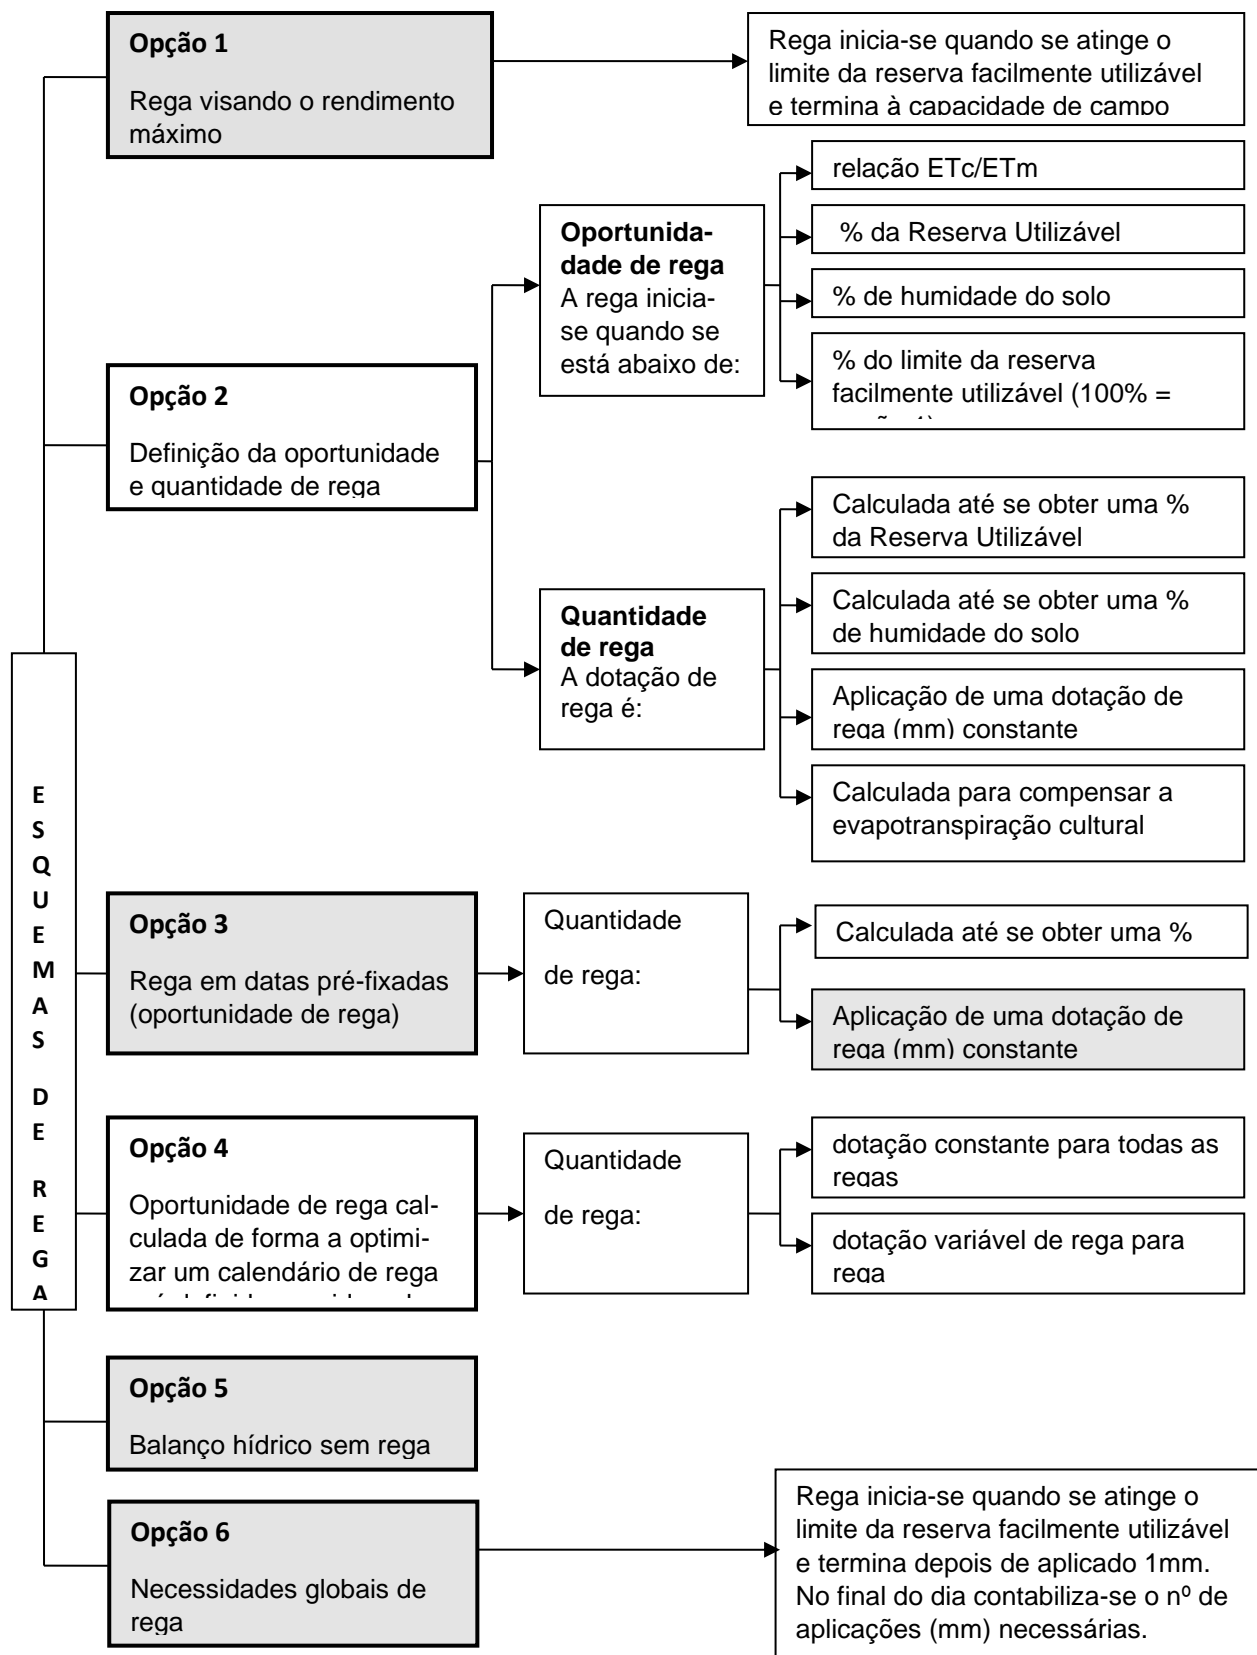 Opção 1
Rega visando o rendimento
máximo
Rega inicia-se quando se atinge o
limite da reserva facilmente utilizável
e termina à capacidade de campo
Opção 2
Definição da oportunidade
e quantidade de rega
Oportunida-
dade de rega
A rega inicia-
se quando se
está abaixo de:
relação ETc/ETm
% da Reserva Utilizável
% de humidade do solo
% do limite da reserva
facilmente utilizável (100% =
Quantidade
de rega
A dotação de
rega é:
Calculada até se obter uma %
da Reserva Utilizável
Calculada até se obter uma %
de humidade do solo
Aplicação de uma dotação de
rega (mm) constante
Calculada para compensar a
evapotranspiração cultural
ESQUEMAS DE REGA
Opção 3
Rega em datas pré-fixadas
(oportunidade de rega)
Quantidade
de rega:
Calculada até se obter uma %
Aplicação de uma dotação de
rega (mm) constante
Opção 4
Oportunidade de rega cal-
culada de forma a optimi-
zar um calendário de rega
Quantidade
de rega:
dotação constante para todas as
regas
dotação variável de rega para
rega
Opção 5
Balanço hídrico sem rega
Opção 6
Necessidades globais de
rega
Rega inicia-se quando se atinge o
limite da reserva facilmente utilizável
e termina depois de aplicado 1mm.
No final do dia contabiliza-se o nº de
aplicações (mm) necessárias.